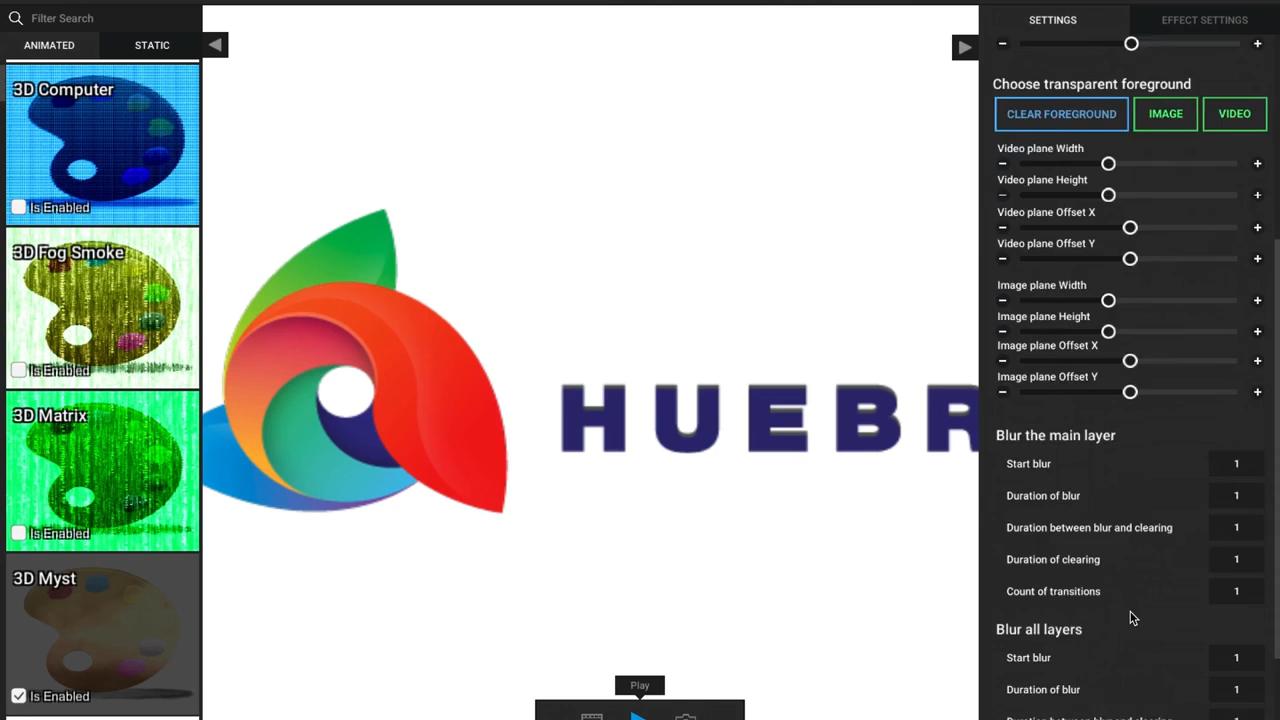 Filter Search
ANIMATED
STATIC
3D Computer
Is Enabled
3D Fog Smoke
Is Enabled
3D Matrix
Is Enabled
3D Myst
Is Enabled
HUEBR
Play
SETTINGS
EFFECT SETTINGS
Choose transparent foreground
CLEAR FOREGROUND
IMAGE
VIDEO
Video plane Width
Video plane Height
Video plane Offset X
Video plane Offset Y
Image plane Width
Image plane Height
Image plane Offset X
Image plane Offset Y
Blur the main layer
Start blur 1
Duration of blur 1
Duration between blur and clearing 1
Duration of clearing 1
Count of transitions 1
Blur all layers
Start blur 1
Duration of blur 1